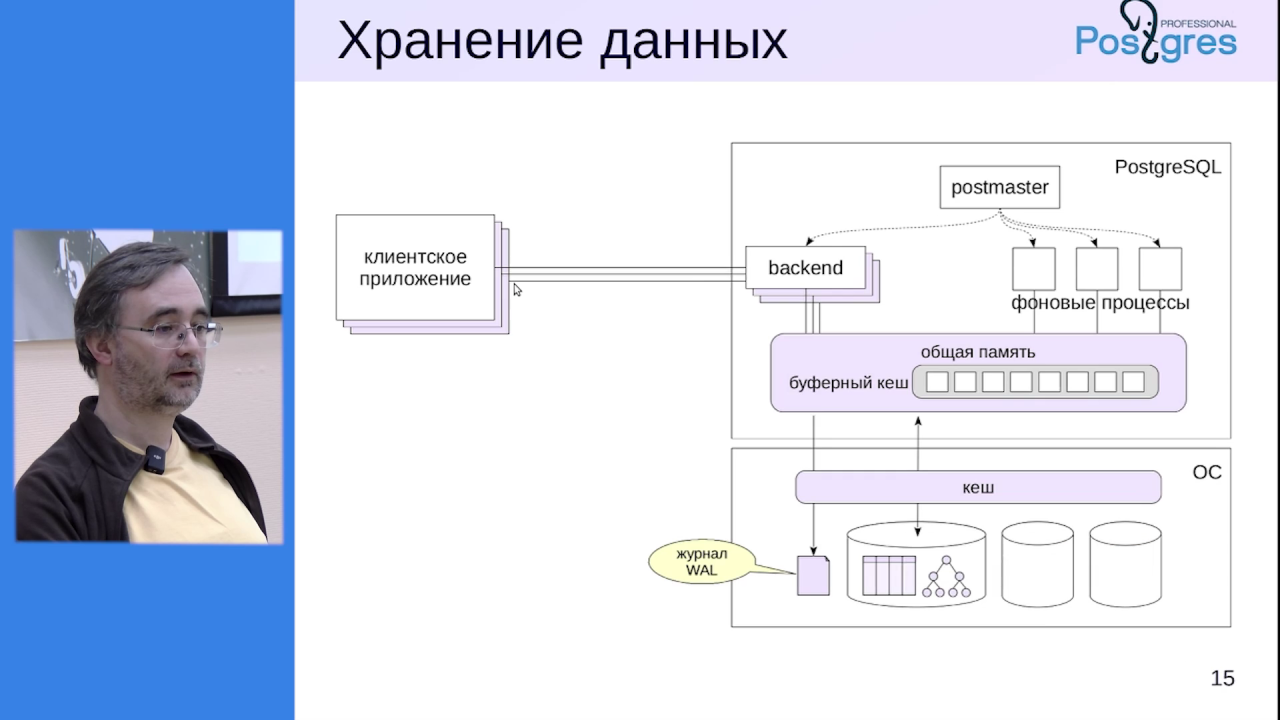 Хранение данных
PROFESSIONAL
Postgres
PostgreSQL
postmaster
клиентское
приложение
backend
фоновые процессы
общая память
буферный кеш
ОС
кеш
журнал
WAL
15